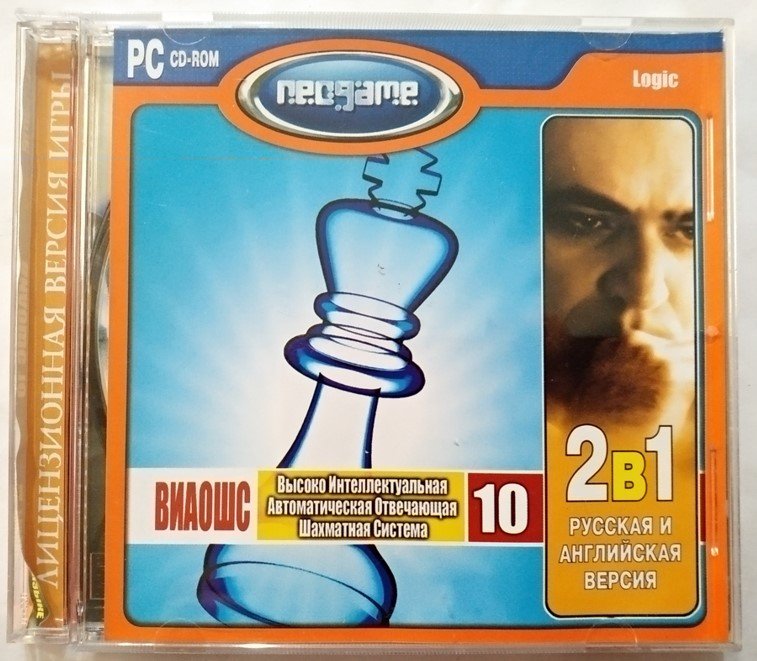 PC CD-ROM
neogame
Logic
ЛИЦЕНЗИОННАЯ ВЕРСИЯ ИГРЫ
ВИАОШС
Высоко Интеллектуальная
Автоматическая Отвечающая
Шахматная Система
10
2в1
РУССКАЯ И
АНГЛИЙСКАЯ
ВЕРСИЯ